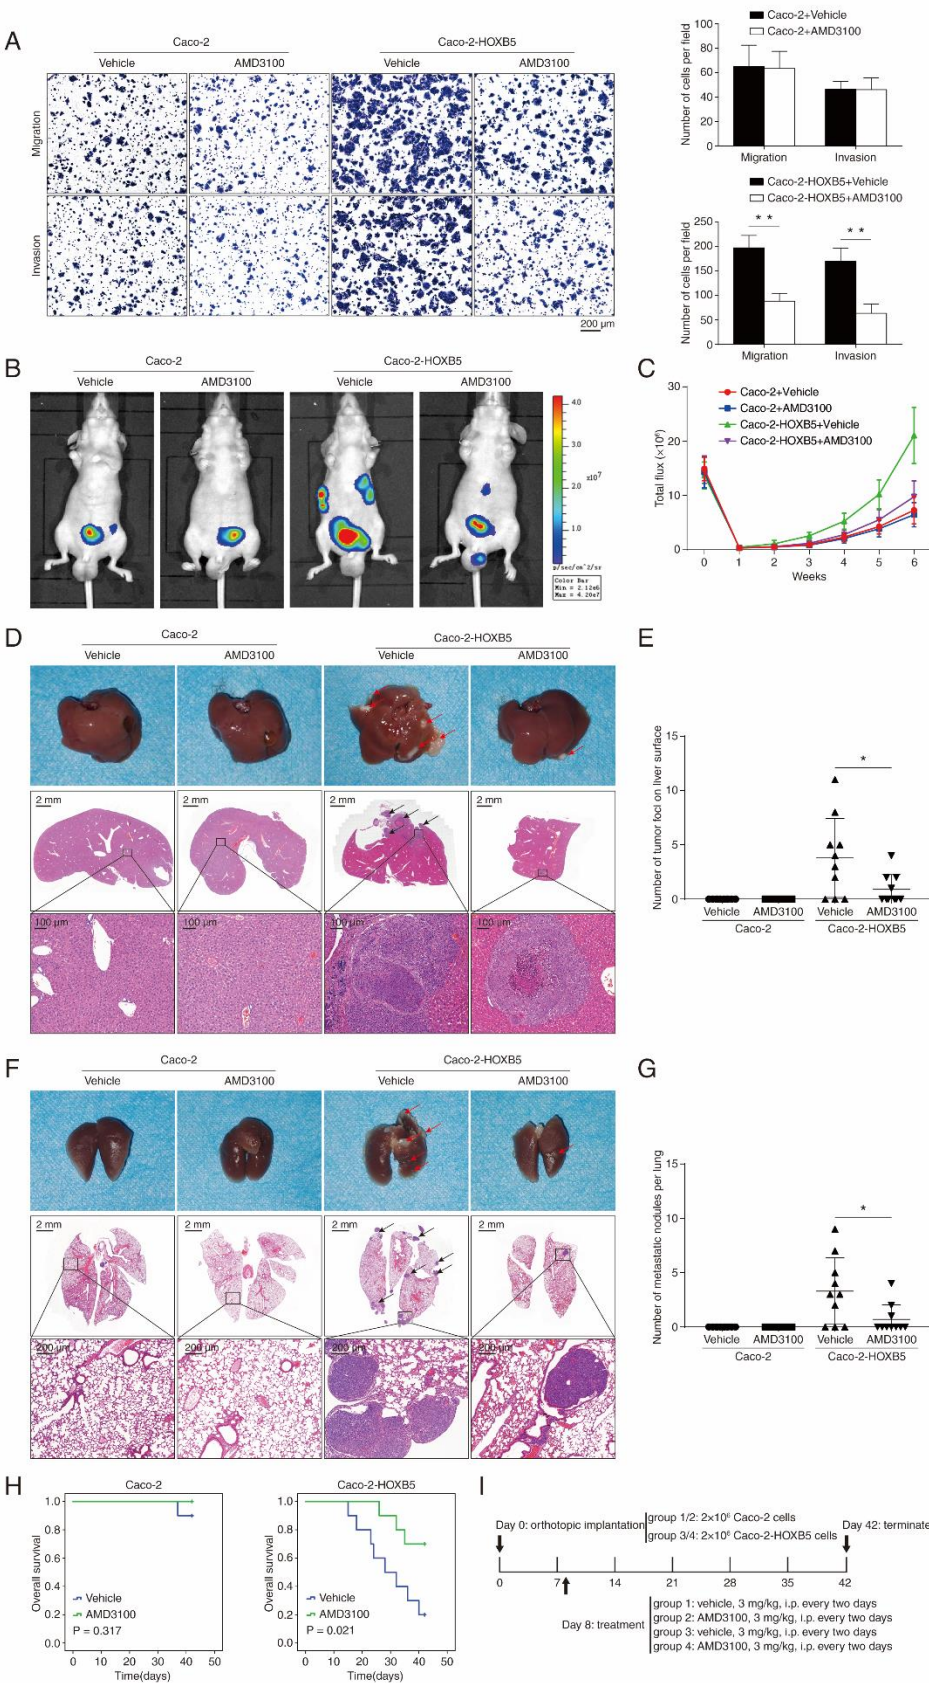 A
Caco-2
Caco-2-HOXB5
Vehicle
AMD3100
Vehicle
AMD3100
Migration
Invasion
200 µm
Number of cells per field
Caco-2+Vehicle
Caco-2+AMD3100
100
80
60
40
20
0
Migration
Invasion
Number of cells per field
Caco-2-HOXB5+Vehicle
Caco-2-HOXB5+AMD3100
250
200
150
100
50
0
* *
* *
Migration
Invasion
B
Caco-2
Caco-2-HOXB5
Vehicle
AMD3100
Vehicle
AMD3100
4.0
3.0
2.0
1.0
x10⁷
p/sec/cm^2/sr
Color Bar
Min = 2.12e6
Max = 4.20e7
C
Total flux (×10⁶)
30
20
10
0
Caco-2+Vehicle
Caco-2+AMD3100
Caco-2-HOXB5+Vehicle
Caco-2-HOXB5+AMD3100
0 1 2 3 4 5 6
Weeks
D
Caco-2
Caco-2-HOXB5
Vehicle
AMD3100
Vehicle
AMD3100
2 mm
2 mm
2 mm
2 mm
100 µm
100 µm
100 µm
100 µm
E
Number of tumor foci on liver surface
15
10
5
0
*
Vehicle AMD3100 Vehicle AMD3100
Caco-2 Caco-2-HOXB5
F
Caco-2
Caco-2-HOXB5
Vehicle
AMD3100
Vehicle
AMD3100
2 mm
2 mm
2 mm
2 mm
200 µm
200 µm
200 µm
200 µm
G
Number of metastatic nodules per lung
15
10
5
0
*
Vehicle AMD3100 Vehicle AMD3100
Caco-2 Caco-2-HOXB5
H
Caco-2
Overall survival
1.0
0.8
0.6
0.4
0.2
0.0
Vehicle
AMD3100
P = 0.317
0 10 20 30 40 50
Time(days)
Caco-2-HOXB5
Overall survival
1.0
0.8
0.6
0.4
0.2
0.0
Vehicle
AMD3100
P = 0.021
0 10 20 30 40 50
Time(days)
I
Day 0: orthotopic implantation
group 1/2: 2×10⁶ Caco-2 cells
group 3/4: 2×10⁶ Caco-2-HOXB5 cells
Day 42: terminate
0 7 14 21 28 35 42
Day 8: treatment
group 1: vehicle, 3 mg/kg, i.p. every two days
group 2: AMD3100, 3 mg/kg, i.p. every two days
group 3: vehicle, 3 mg/kg, i.p. every two days
group 4: AMD3100, 3 mg/kg, i.p. every two days